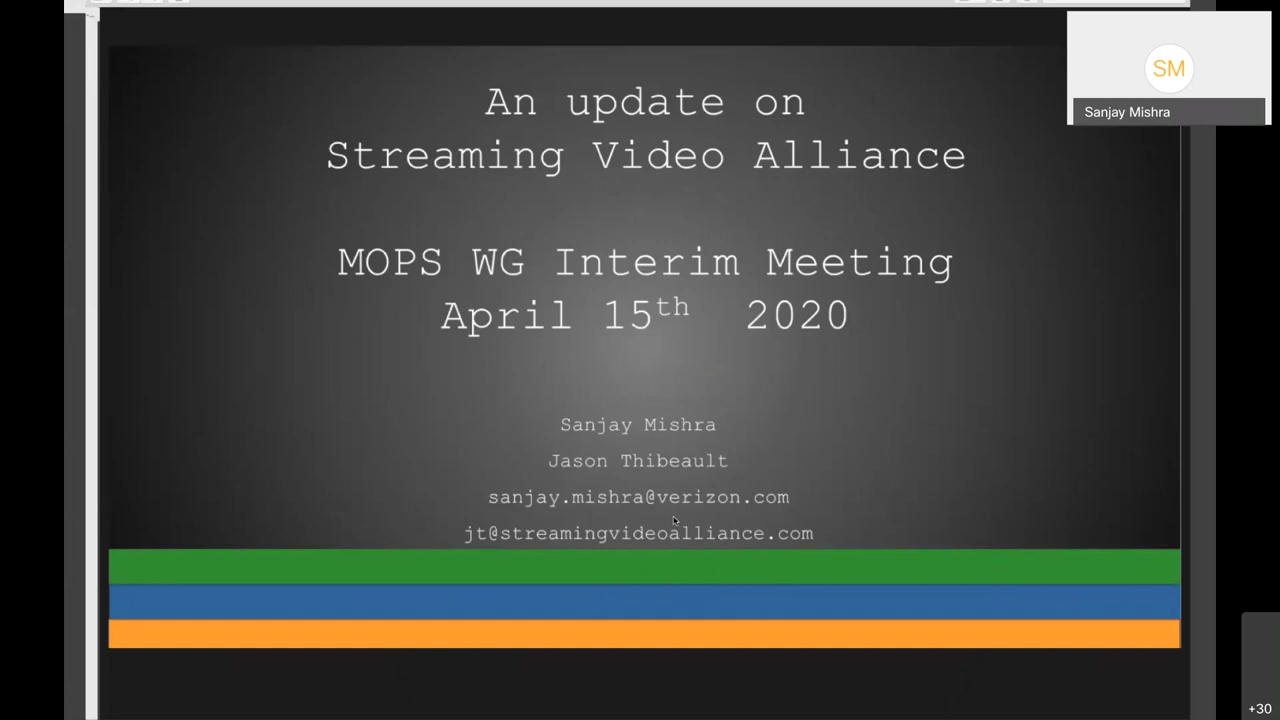 An update on
Streaming Video Alliance
MOPS WG Interim Meeting
April 15th 2020
Sanjay Mishra
Jason Thibeault
sanjay.mishra@verizon.com
jt@streamingvideoalliance.com
SM
Sanjay Mishra
+30